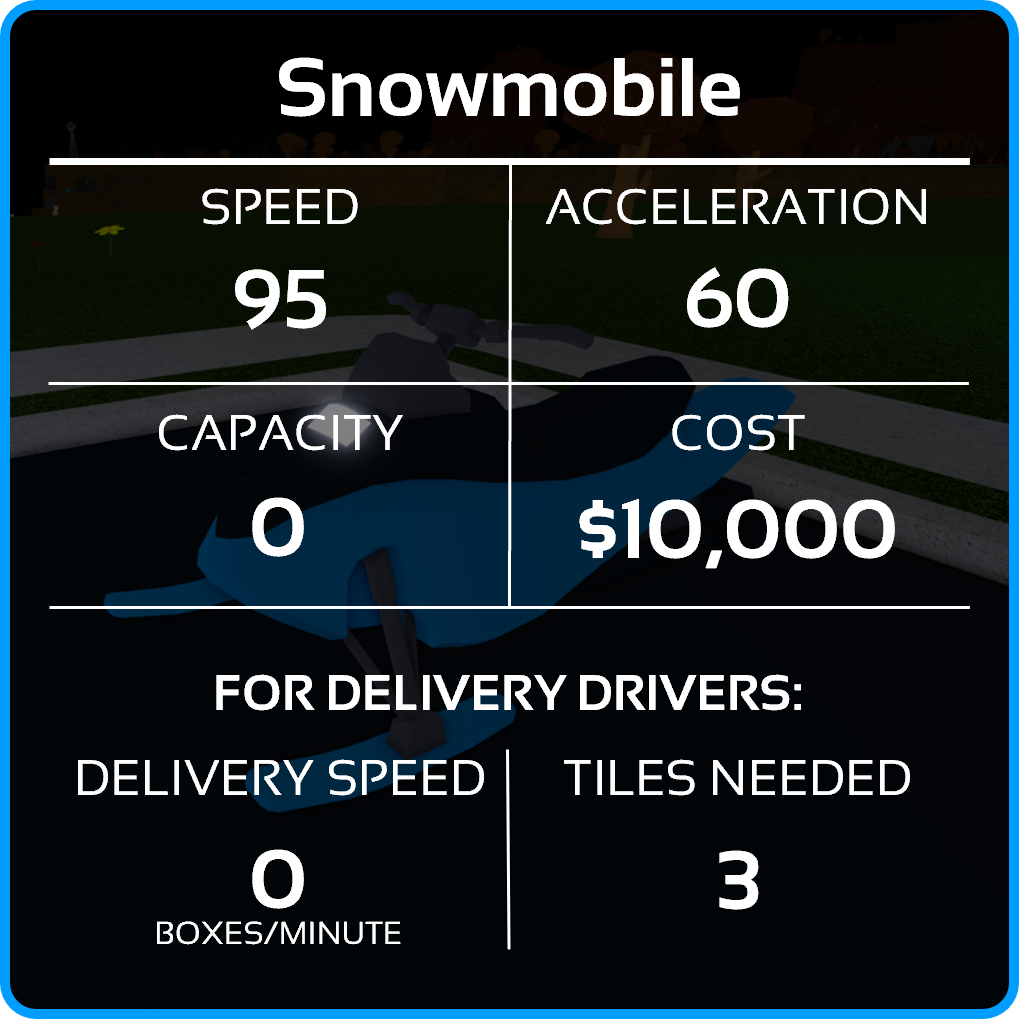 Snowmobile
SPEED
95
ACCELERATION
60
CAPACITY
0
COST
$10,000
FOR DELIVERY DRIVERS:
DELIVERY SPEED
0
BOXES/MINUTE
TILES NEEDED
3